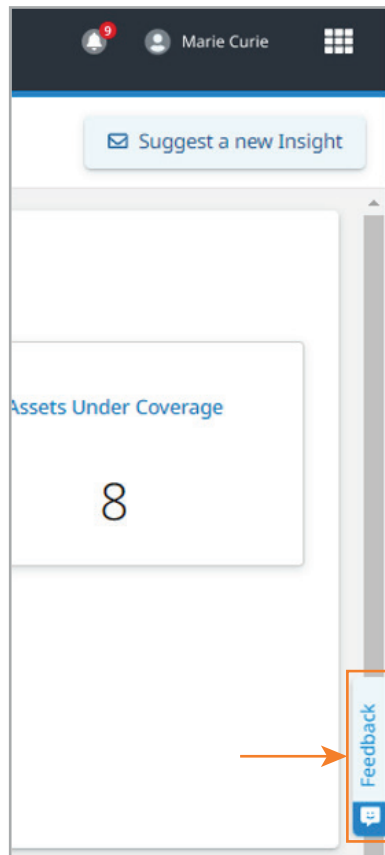 9
Marie Curie
Suggest a new Insight
Assets Under Coverage
8
Feedback